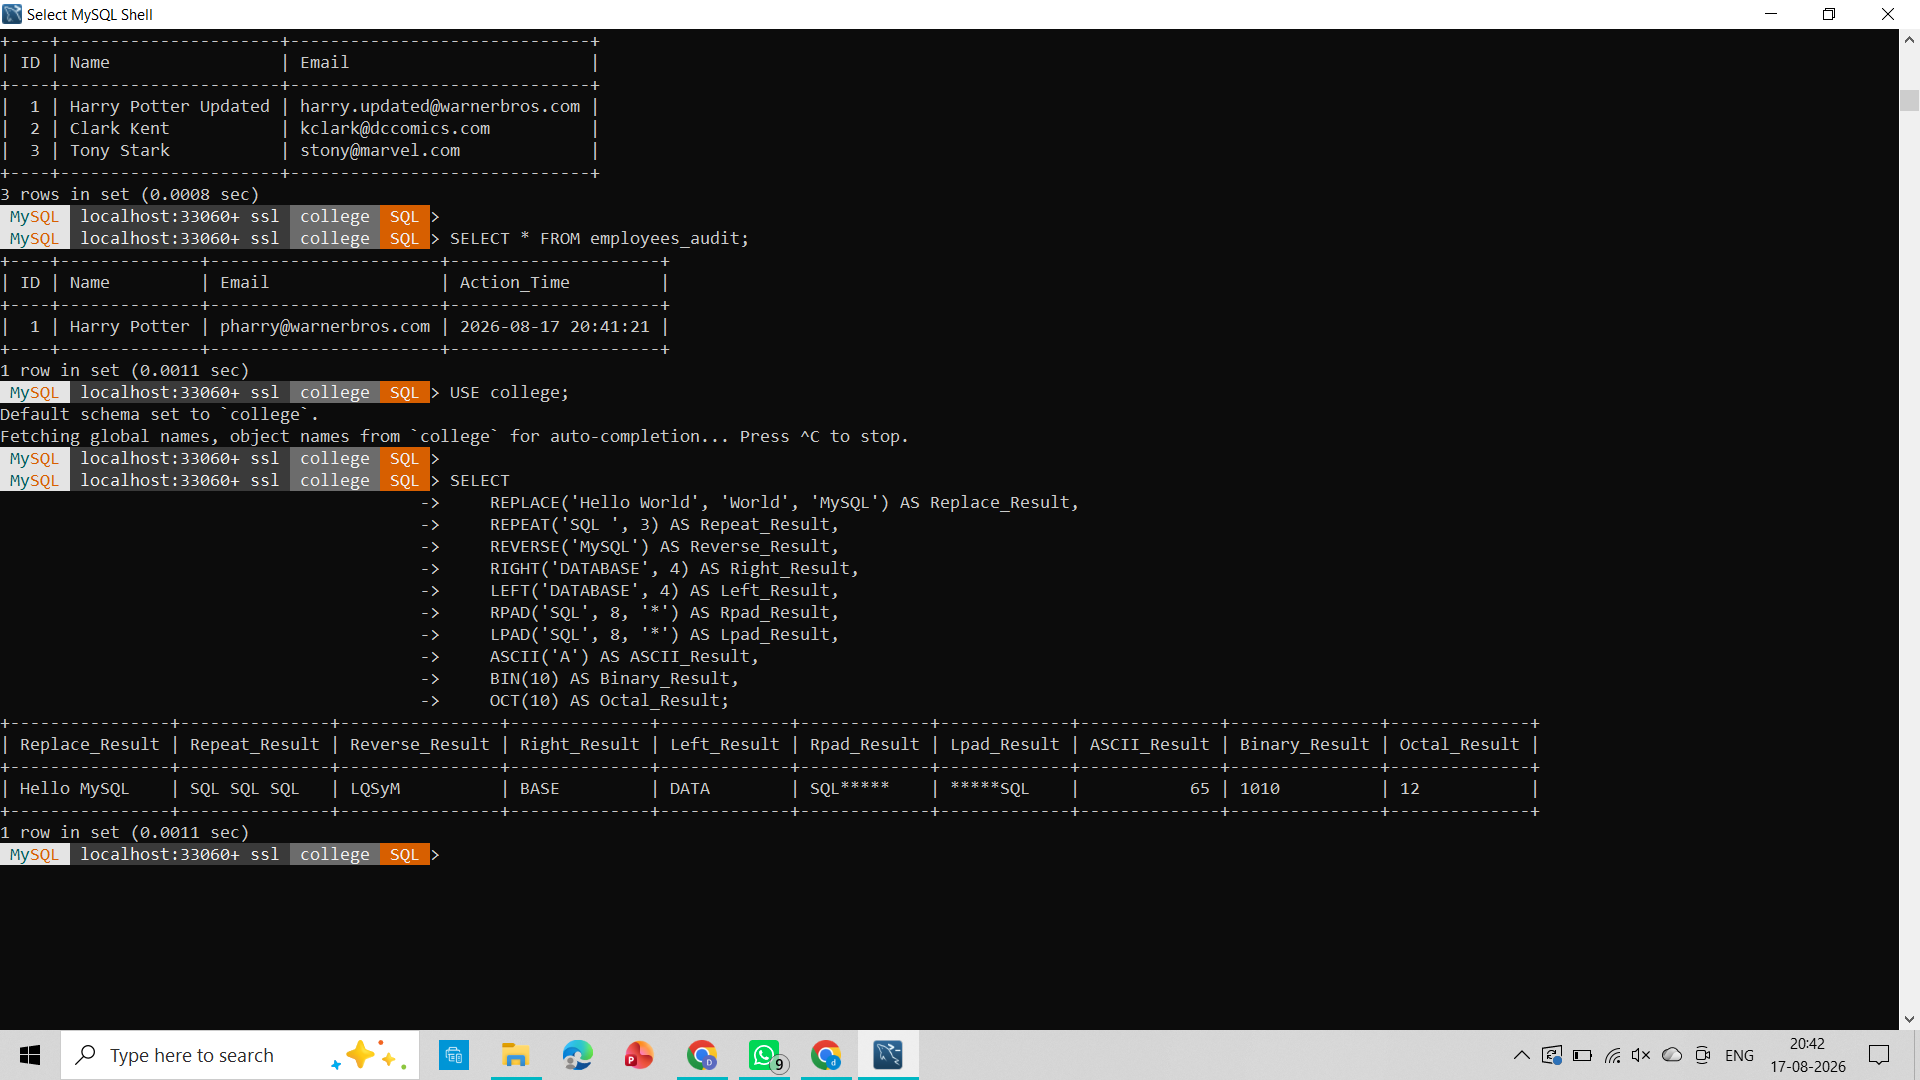 Select MySQL Shell
+----+----------------------+------------------------------+
| ID | Name                 | Email                        |
+----+----------------------+------------------------------+
|  1 | Harry Potter Updated | harry.updated@warnerbros.com |
|  2 | Clark Kent           | kclark@dccomics.com          |
|  3 | Tony Stark           | stony@marvel.com             |
+----+----------------------+------------------------------+
3 rows in set (0.0008 sec)
MySQL  localhost:33060+ ssl  college  SQL >
MySQL  localhost:33060+ ssl  college  SQL > SELECT * FROM employees_audit;
+----+--------------+-----------------------+---------------------+
| ID | Name         | Email                 | Action_Time         |
+----+--------------+-----------------------+---------------------+
|  1 | Harry Potter | pharry@warnerbros.com | 2026-08-17 20:41:21 |
+----+--------------+-----------------------+---------------------+
1 row in set (0.0011 sec)
MySQL  localhost:33060+ ssl  college  SQL > USE college;
Default schema set to `college`.
Fetching global names, object names from `college` for auto-completion... Press ^C to stop.
MySQL  localhost:33060+ ssl  college  SQL >
MySQL  localhost:33060+ ssl  college  SQL > SELECT
->     REPLACE('Hello World', 'World', 'MySQL') AS Replace_Result,
->     REPEAT('SQL ', 3) AS Repeat_Result,
->     REVERSE('MySQL') AS Reverse_Result,
->     RIGHT('DATABASE', 4) AS Right_Result,
->     LEFT('DATABASE', 4) AS Left_Result,
->     RPAD('SQL', 8, '*') AS Rpad_Result,
->     LPAD('SQL', 8, '*') AS Lpad_Result,
->     ASCII('A') AS ASCII_Result,
->     BIN(10) AS Binary_Result,
->     OCT(10) AS Octal_Result;
+----------------+---------------+----------------+--------------+-------------+-------------+-------------+--------------+---------------+--------------+
| Replace_Result | Repeat_Result | Reverse_Result | Right_Result | Left_Result | Rpad_Result | Lpad_Result | ASCII_Result | Binary_Result | Octal_Result |
+----------------+---------------+----------------+--------------+-------------+-------------+-------------+--------------+---------------+--------------+
| Hello MySQL    | SQL SQL SQL   | LQSyM          | BASE         | DATA        | SQL*****    | *****SQL    |           65 | 1010          | 12           |
+----------------+---------------+----------------+--------------+-------------+-------------+-------------+--------------+---------------+--------------+
1 row in set (0.0011 sec)
MySQL  localhost:33060+ ssl  college  SQL >
Type here to search
P
D
9
d
ENG
20:42
17-08-2026